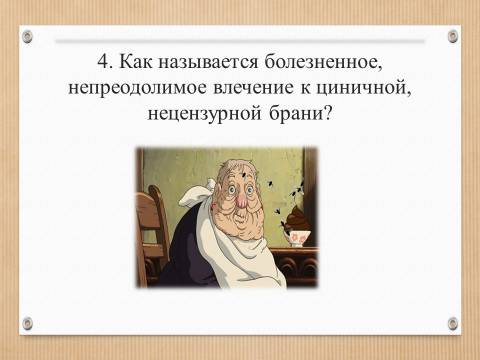 4. Как называется болезненное,
непреодолимое влечение к циничной,
нецензурной брани?